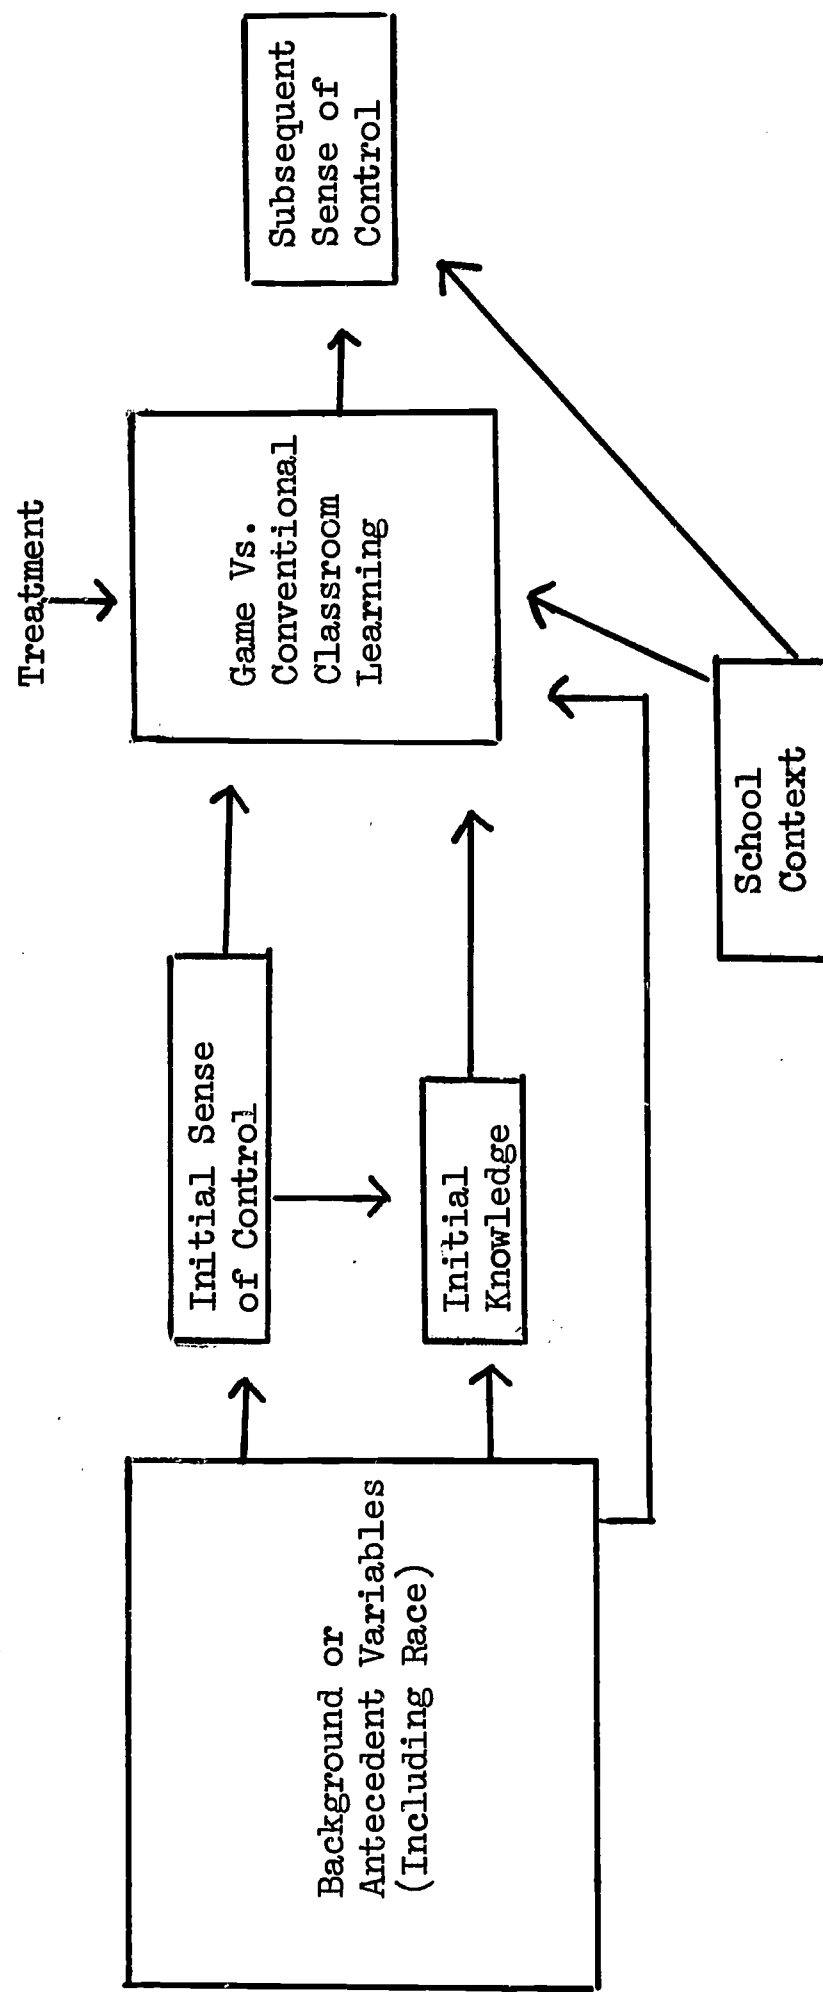 Treatment
Background or
Antecedent Variables
(Including Race)
Initial Sense
of Control
Initial
Knowledge
Game Vs.
Conventional
Classroom
Learning
Subsequent
Sense of
Control
School
Context